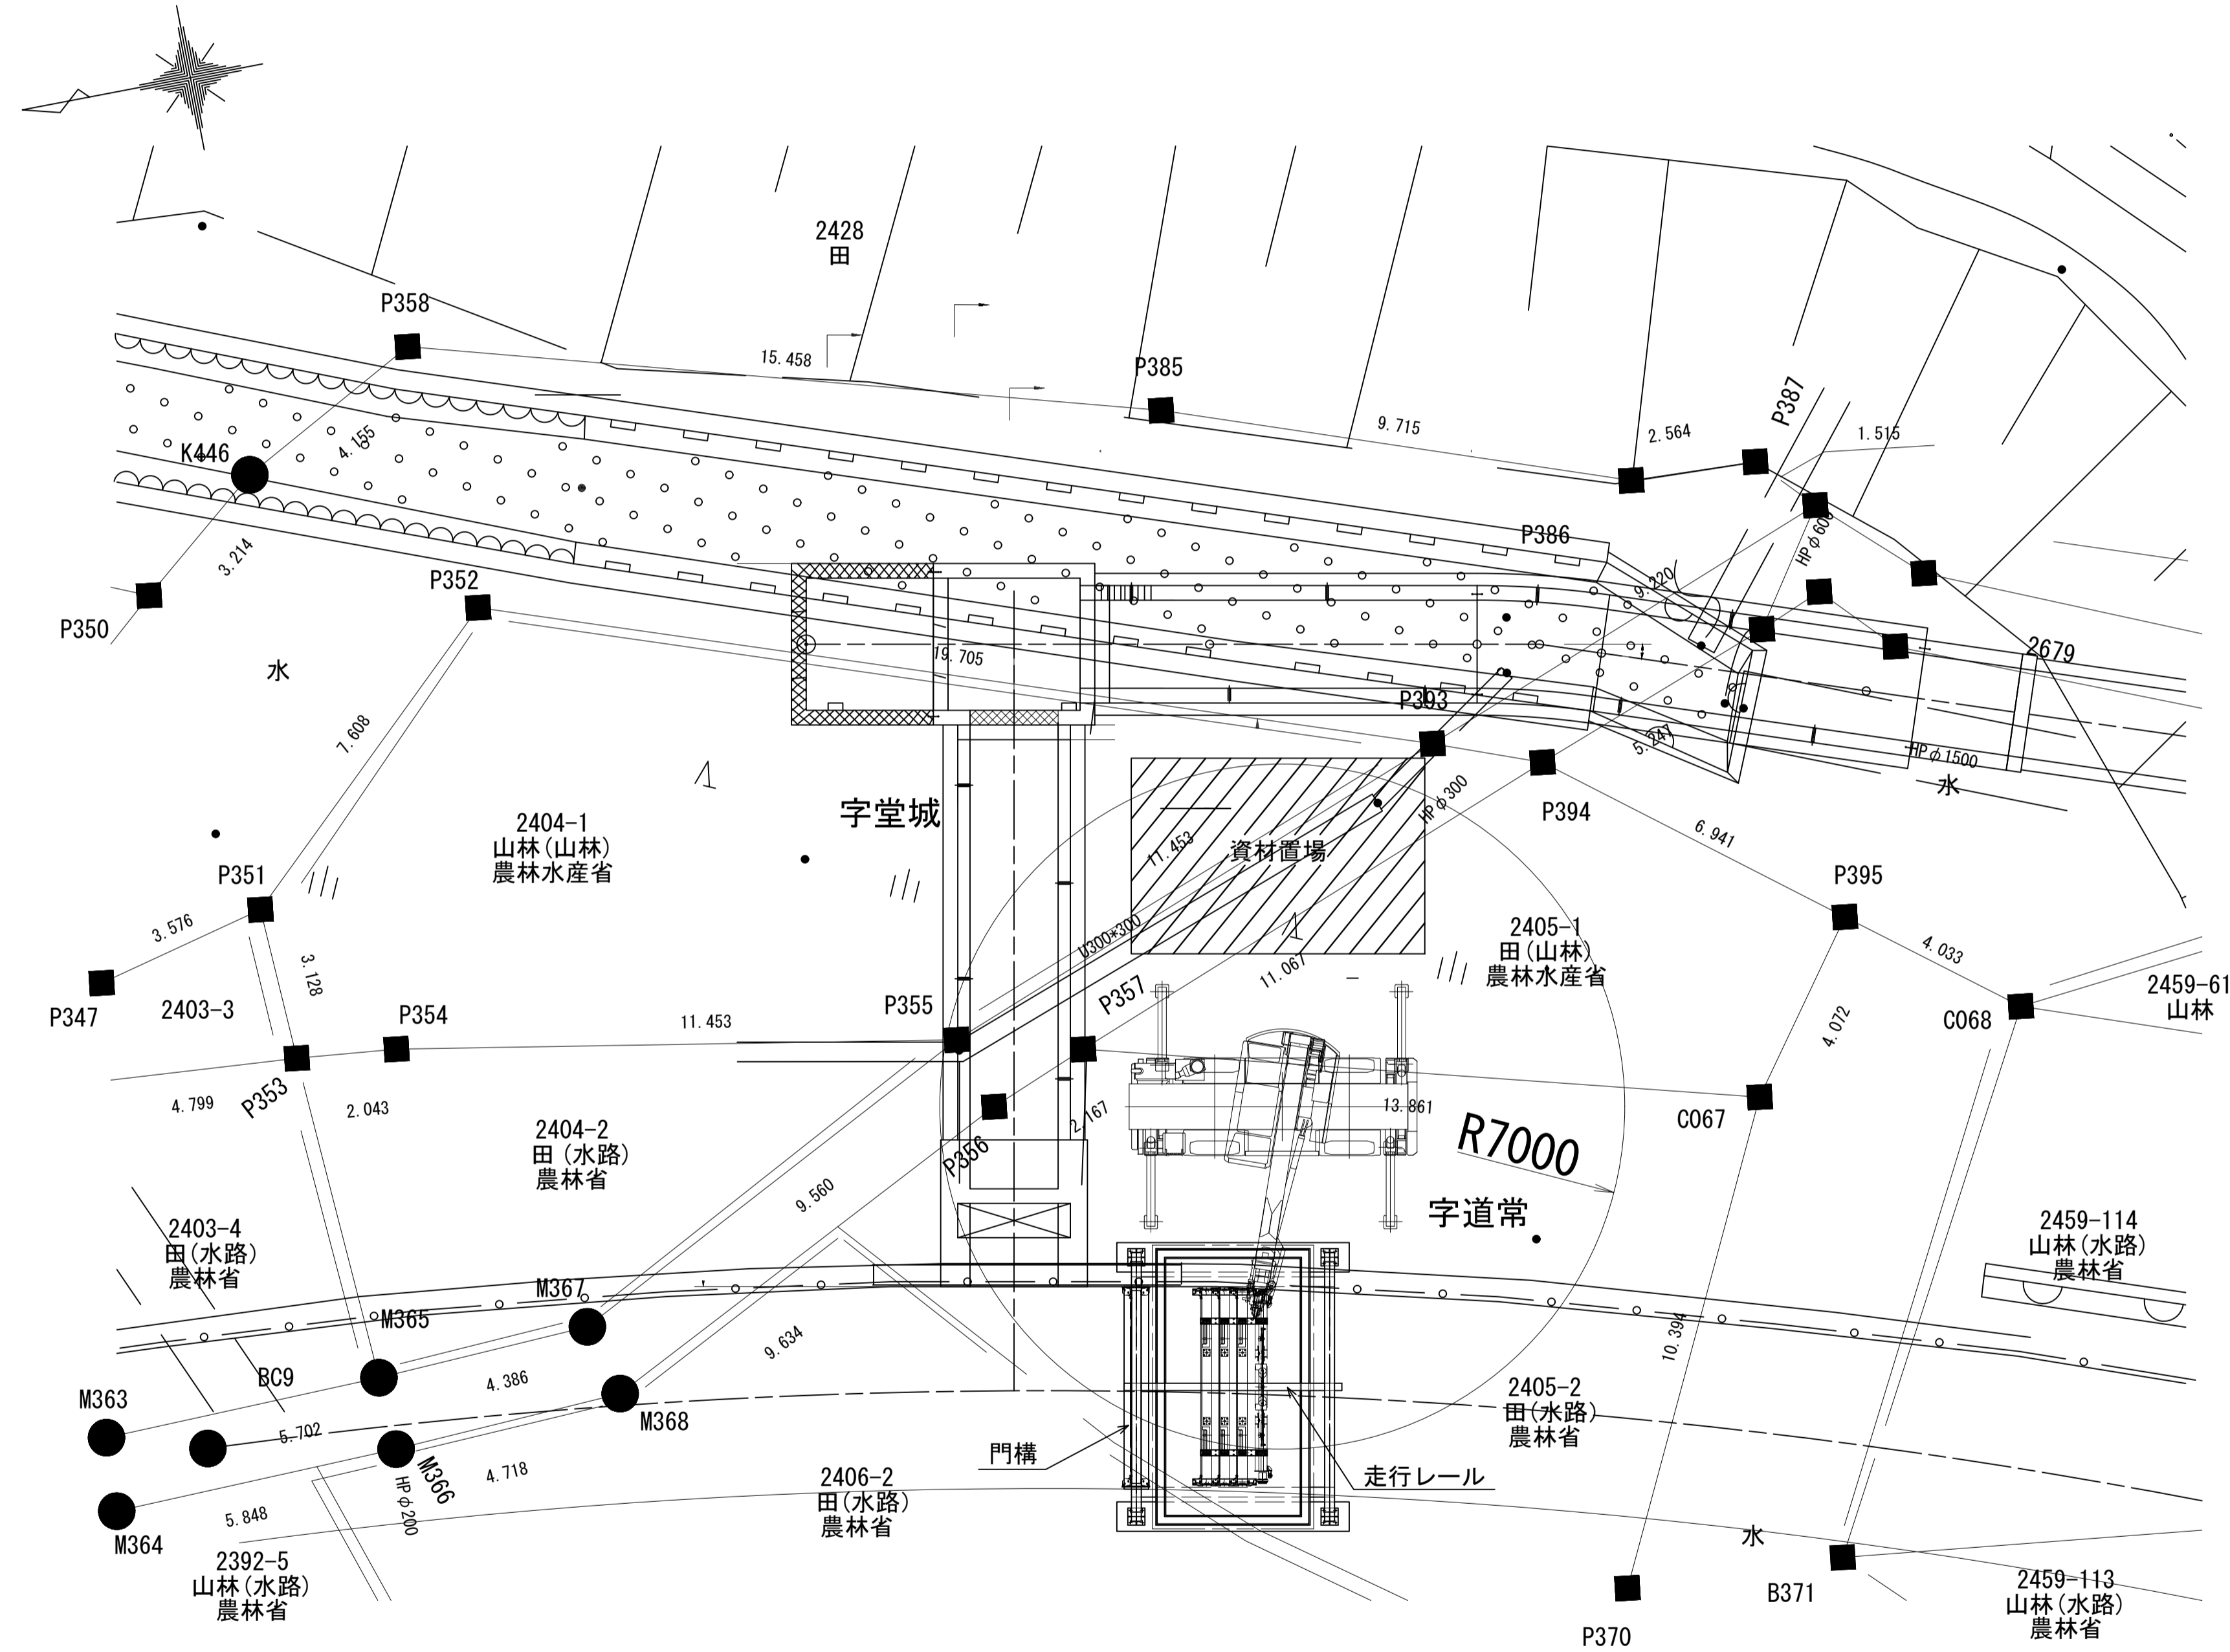 2428
田
P358
15.458
P385
9.715
2.564
P387
1.515
K446
4.155
3.214
P350
P352
P386
HPφ600
9.220
2679
水
19.705
P393
5.247
HPφ1500
水
7.608
字堂城
HPφ300
P394
6.941
2404-1
山林(山林)
農林水産省
11.453
資材置場
P351
P395
3.576
3.128
U300*300
11.067
2405-1
田(山林)
農林水産省
4.033
2459-61
山林
P347
2403-3
P354
11.453
P355
P357
4.072
C068
P353
4.799
2.043
2.167
13.861
C067
R7000
2404-2
田(水路)
農林省
P356
9.560
字道常
2403-4
田(水路)
農林省
2459-114
山林(水路)
農林省
M367
M365
9.634
10.394
BC9
4.386
M363
5.702
M368
2405-2
田(水路)
農林省
門構
走行レール
M366
4.718
HPφ200
2406-2
田(水路)
農林省
5.848
M364
水
2392-5
山林(水路)
農林省
B371
2459-113
山林(水路)
農林省
P370